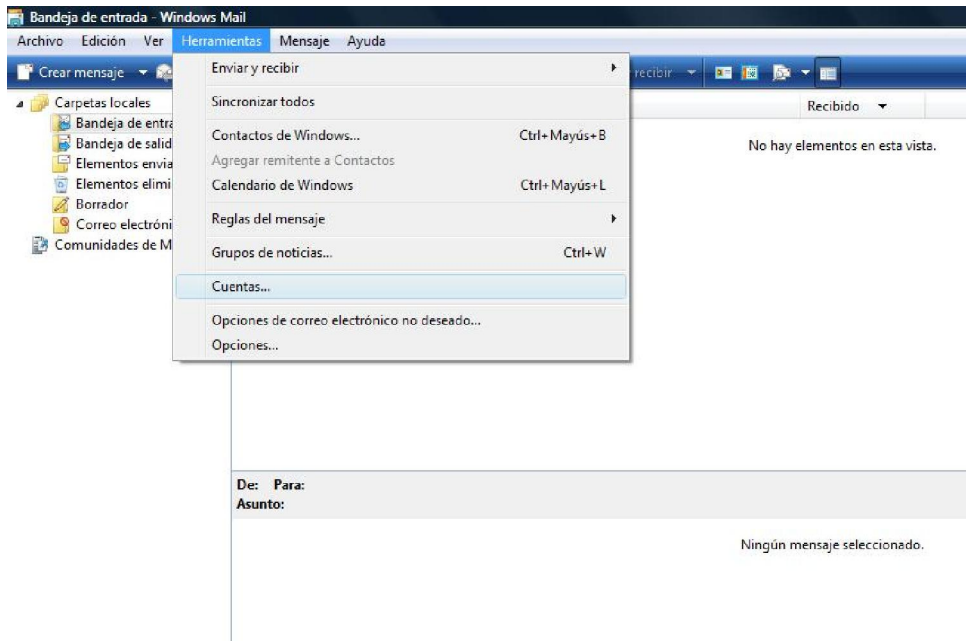 Bandeja de entrada - Windows Mail
Archivo Edición Ver Herramientas Mensaje Ayuda
Crear mensaje recibir
Carpetas locales
Bandeja de entra
Bandeja de salid
Elementos envia
Elementos elimi
Borrador
Correo electróni
Comunidades de M
Enviar y recibir
Sincronizar todos
Contactos de Windows... Ctrl+Mayús+B
Agregar remitente a Contactos
Calendario de Windows Ctrl+Mayús+L
Reglas del mensaje
Grupos de noticias... Ctrl+W
Cuentas...
Opciones de correo electrónico no deseado...
Opciones...
Recibido
No hay elementos en esta vista.
De: Para:
Asunto:
Ningún mensaje seleccionado.